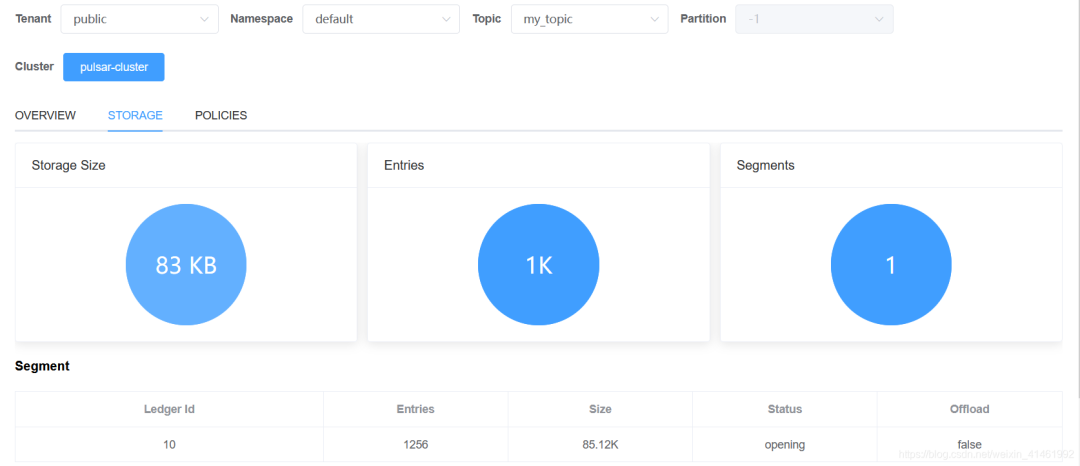 Tenant public Namespace default Topic my_topic Partition -1
Cluster pulsar-cluster
OVERVIEW STORAGE POLICIES
Storage Size Entries Segments
83 KB 1K 1
Segment
Ledger Id Entries Size Status Offload
10 1256 85.12K opening false
https://blog.csdn.net/weixin_41461992